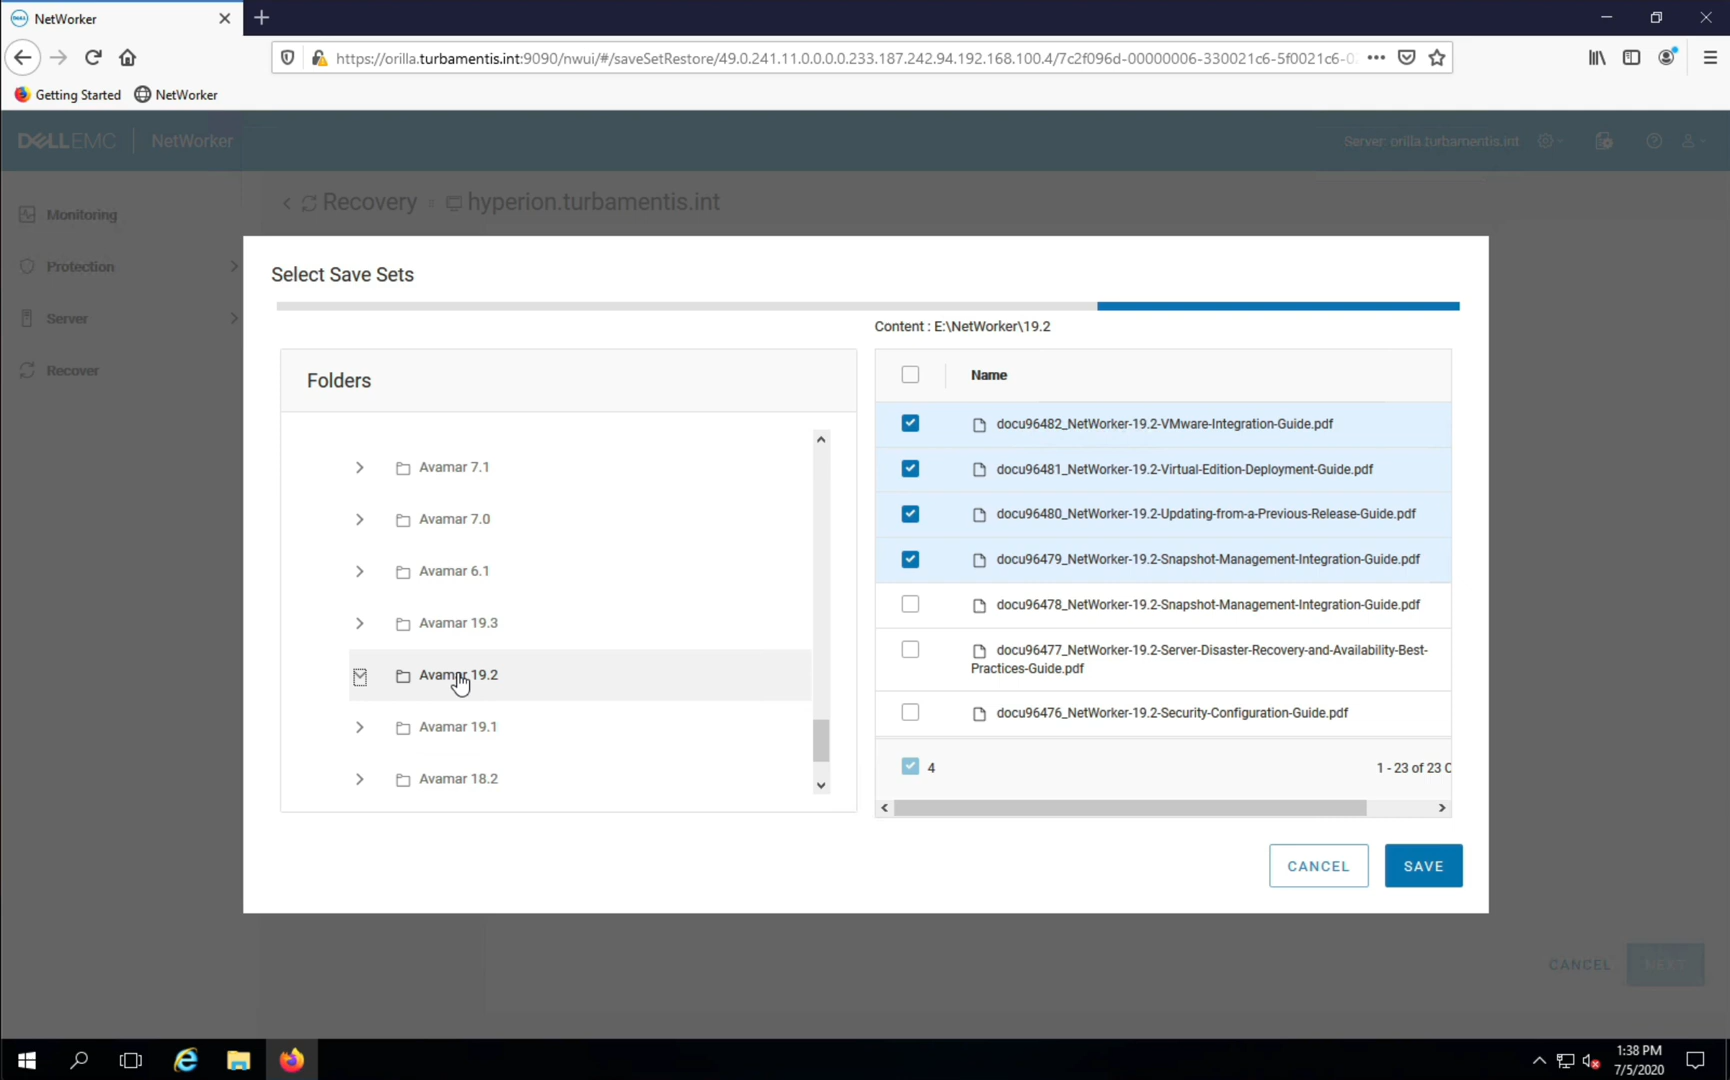 NetWorker
https://orilla.turbamentis.int:9090/nwui/#/saveSetRestore/49.0.241.11.0.0.0.0.233.187.242.94.192.168.100.4/7c2f096d-00000006-330021c6-5f0021c6-0
Getting Started
NetWorker
DELLEMC
NetWorker
Server: orilla.turbamentis.int
Monitoring
Protection
Server
Recover
Recovery
hyperion.turbamentis.int
Select Save Sets
Content : E:\NetWorker\19.2
Folders
Avamar 7.1
Avamar 7.0
Avamar 6.1
Avamar 19.3
Avamar 19.2
Avamar 19.1
Avamar 18.2
Name
docu96482_NetWorker-19.2-VMware-Integration-Guide.pdf
docu96481_NetWorker-19.2-Virtual-Edition-Deployment-Guide.pdf
docu96480_NetWorker-19.2-Updating-from-a-Previous-Release-Guide.pdf
docu96479_NetWorker-19.2-Snapshot-Management-Integration-Guide.pdf
docu96478_NetWorker-19.2-Snapshot-Management-Integration-Guide.pdf
docu96477_NetWorker-19.2-Server-Disaster-Recovery-and-Availability-Best-
Practices-Guide.pdf
docu96476_NetWorker-19.2-Security-Configuration-Guide.pdf
4
1 - 23 of 23
CANCEL
SAVE
CANCEL
NEXT
1:38 PM
7/5/2020